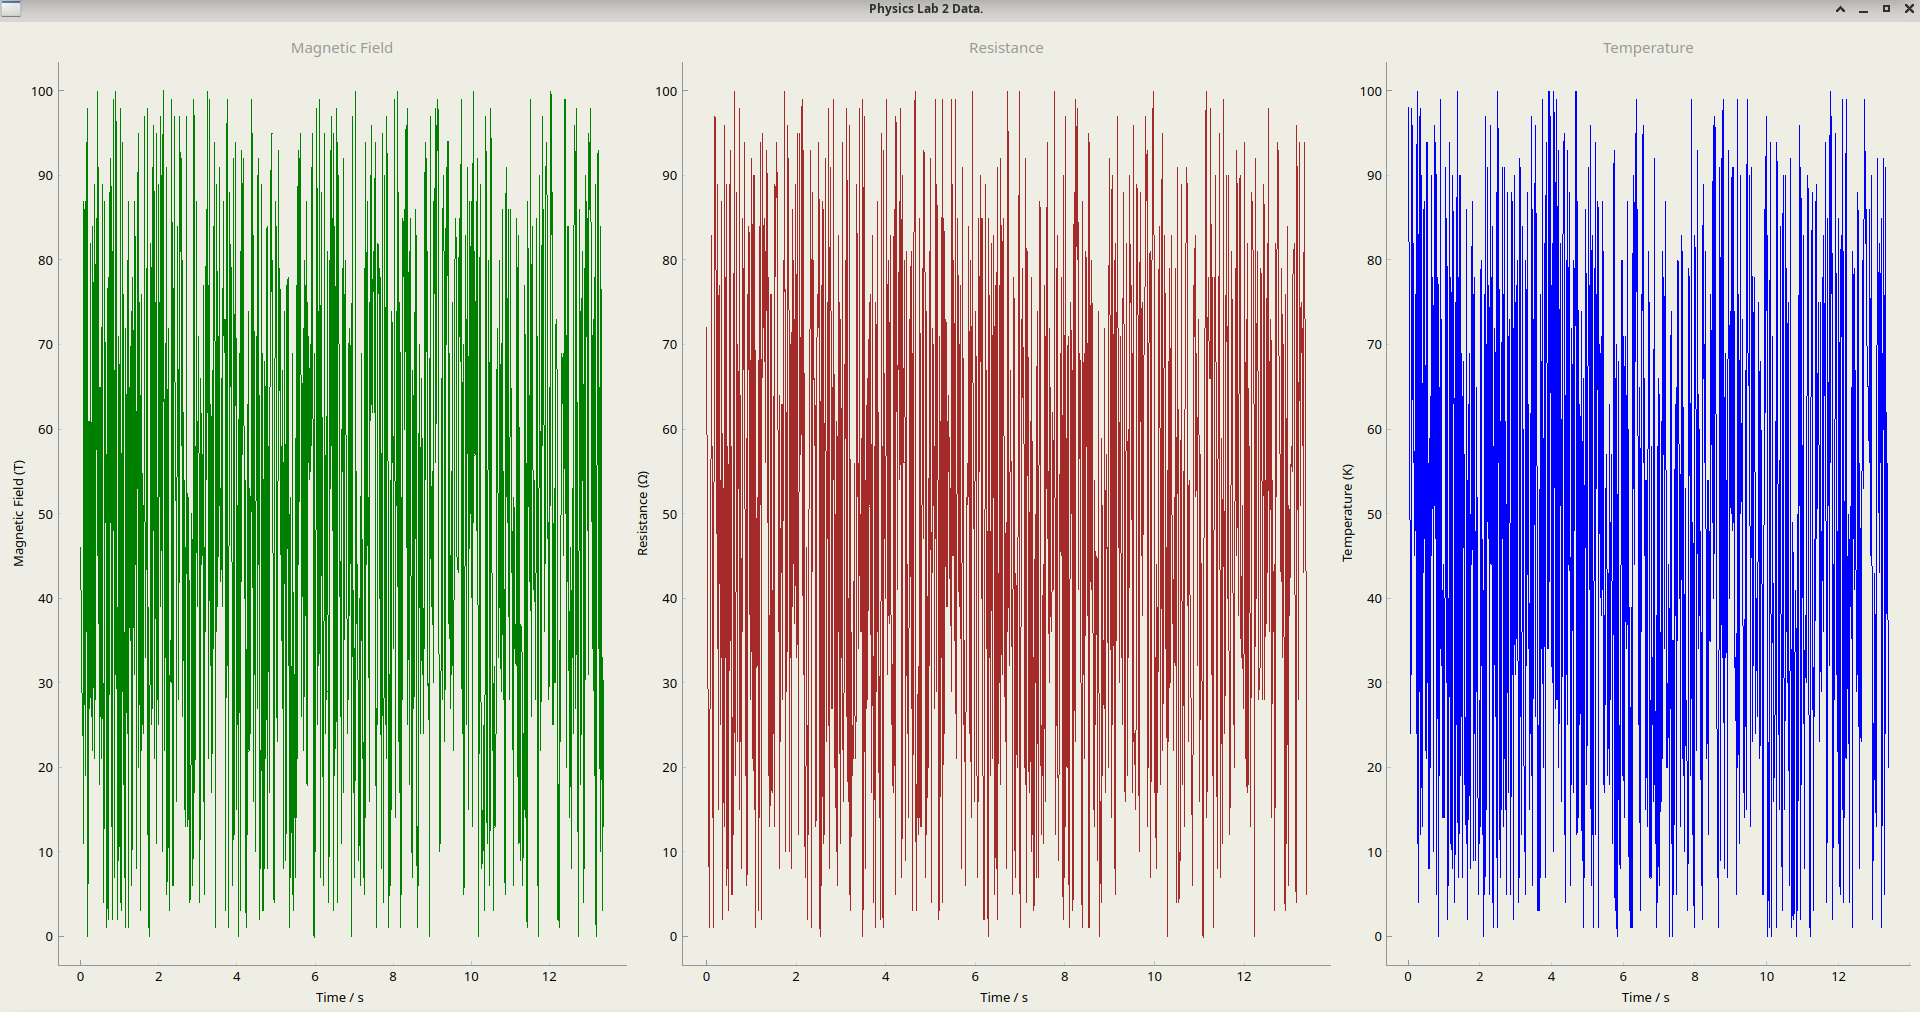 Physics Lab 2 Data.
Magnetic Field
100
90
80
70
60
50
40
30
20
10
0
Magnetic Field (T)
0 2 4 6 8 10 12
Time / s
Resistance
100
90
80
70
60
50
40
30
20
10
0
Resistance (Ω)
0 2 4 6 8 10 12
Time / s
Temperature
100
90
80
70
60
50
40
30
20
10
0
Temperature (K)
0 2 4 6 8 10 12
Time / s